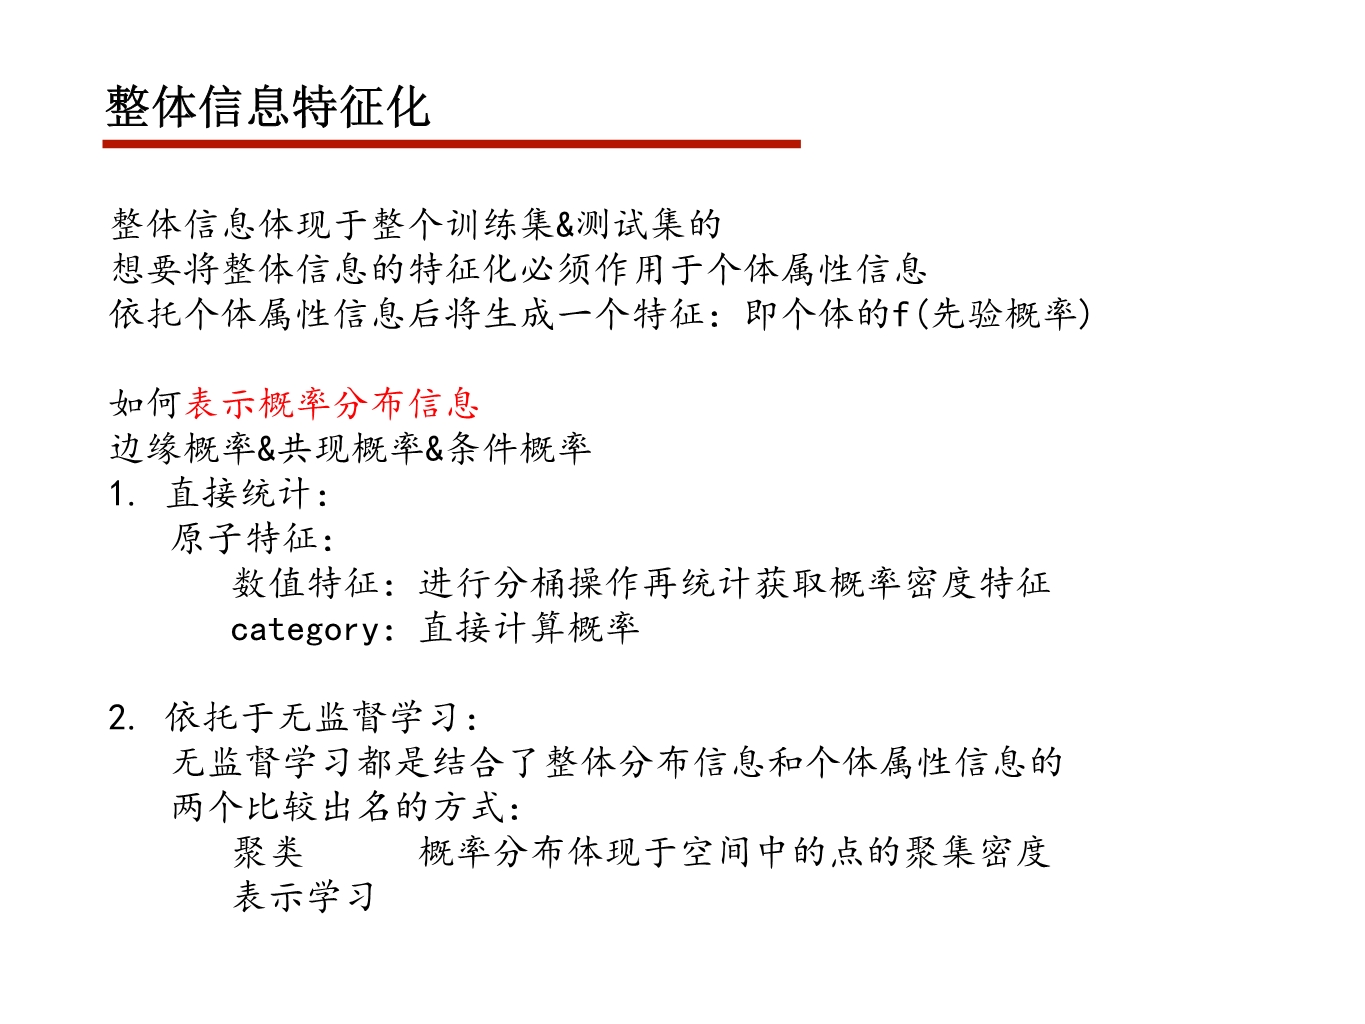 整体信息特征化
整体信息体现于整个训练集&测试集的
想要将整体信息的特征化必须作用于个体属性信息
依托个体属性信息后将生成一个特征：即个体的f(先验概率)
如何表示概率分布信息
边缘概率&共现概率&条件概率
1. 直接统计：
原子特征：
数值特征：进行分桶操作再统计获取概率密度特征
category：直接计算概率
2. 依托于无监督学习：
无监督学习都是结合了整体分布信息和个体属性信息的
两个比较出名的方式：
聚类 概率分布体现于空间中的点的聚集密度
表示学习